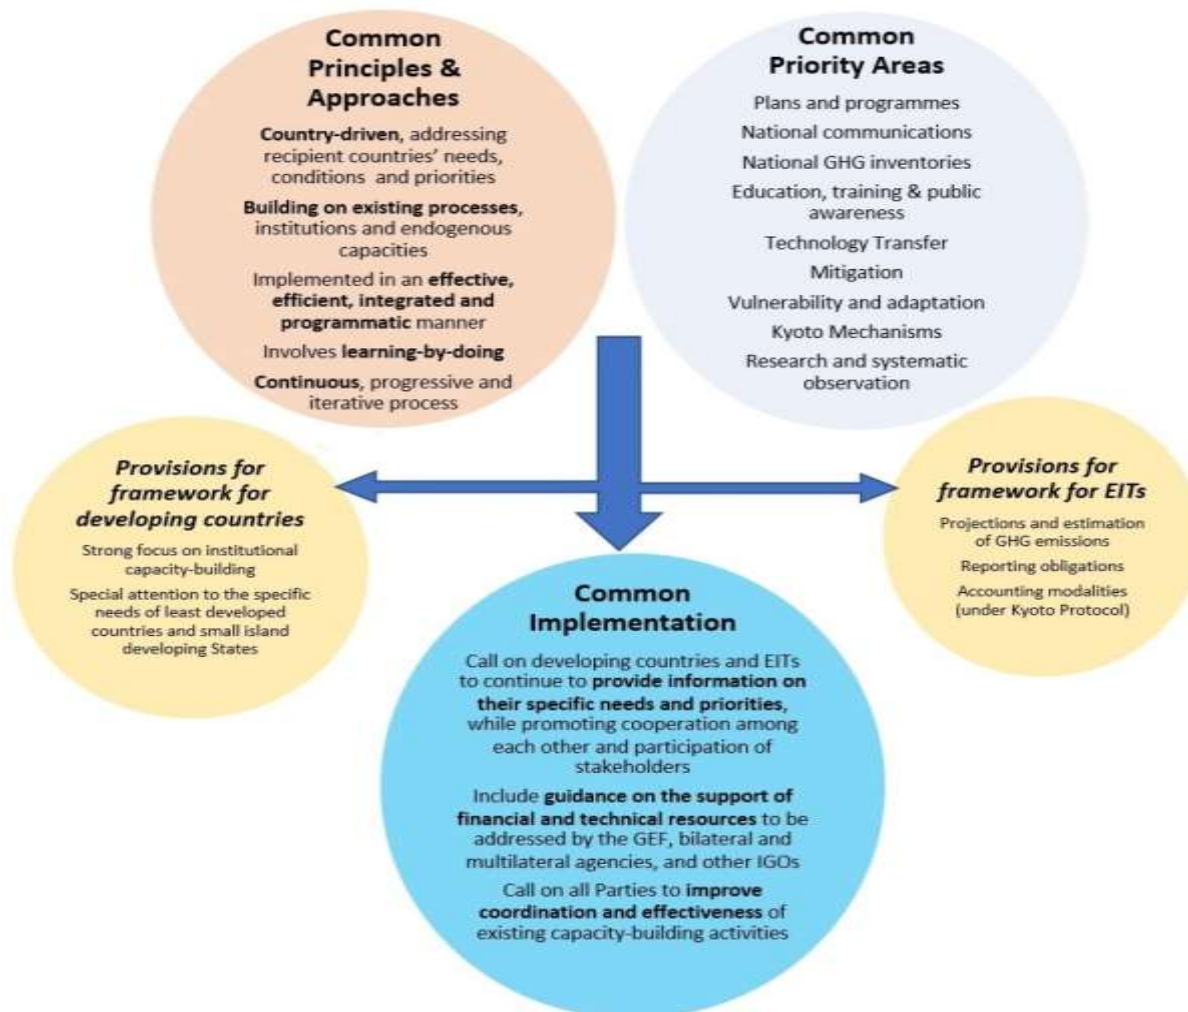 Common
Principles &
Approaches
Country-driven, addressing
recipient countries' needs,
conditions and priorities
Building on existing processes,
institutions and endogenous
capacities
Implemented in an effective,
efficient, integrated and
programmatic manner
Involves learning-by-doing
Continuous, progressive and
iterative process
Common
Priority Areas
Plans and programmes
National communications
National GHG inventories
Education, training & public
awareness
Technology Transfer
Mitigation
Vulnerability and adaptation
Kyoto Mechanisms
Research and systematic
observation
Provisions for
framework for
developing countries
Strong focus on institutional
capacity-building
Special attention to the specific
needs of least developed
countries and small island
developing States
Provisions for
framework for EITs
Projections and estimation
of GHG emissions
Reporting obligations
Accounting modalities
(under Kyoto Protocol)
Common
Implementation
Call on developing countries and EITs
to continue to provide information on
their specific needs and priorities,
while promoting cooperation among
each other and participation of
stakeholders
Include guidance on the support of
financial and technical resources to be
addressed by the GEF, bilateral and
multilateral agencies, and other IGOs
Call on all Parties to improve
coordination and effectiveness of
existing capacity-building activities